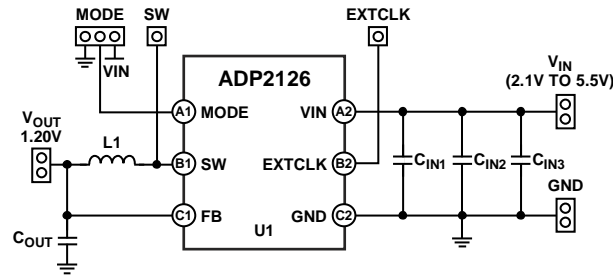 MODE
SW
EXTCLK
VIN
ADP2126
VIN
(2.1V TO 5.5V)
VOUT
1.20V
L1
A1 MODE
VIN A2
B1 SW
EXTCLK B2
CIN1
CIN2
CIN3
C1 FB
GND C2
GND
U1
COUT